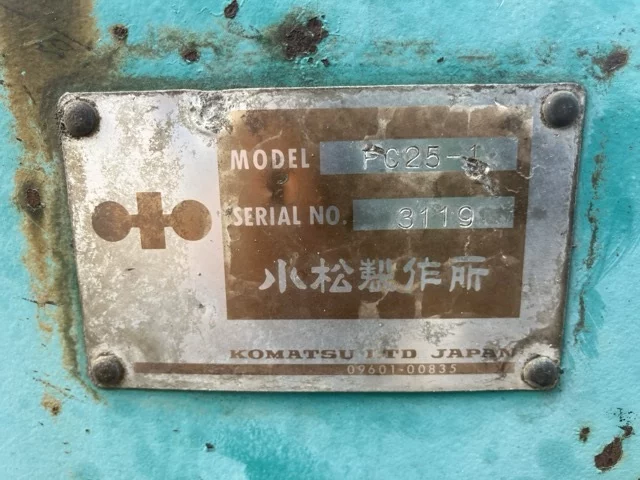 MODEL PC25-1
SERIAL NO. 3119
小松製作所
KOMATSU LTD JAPAN
09601-00835